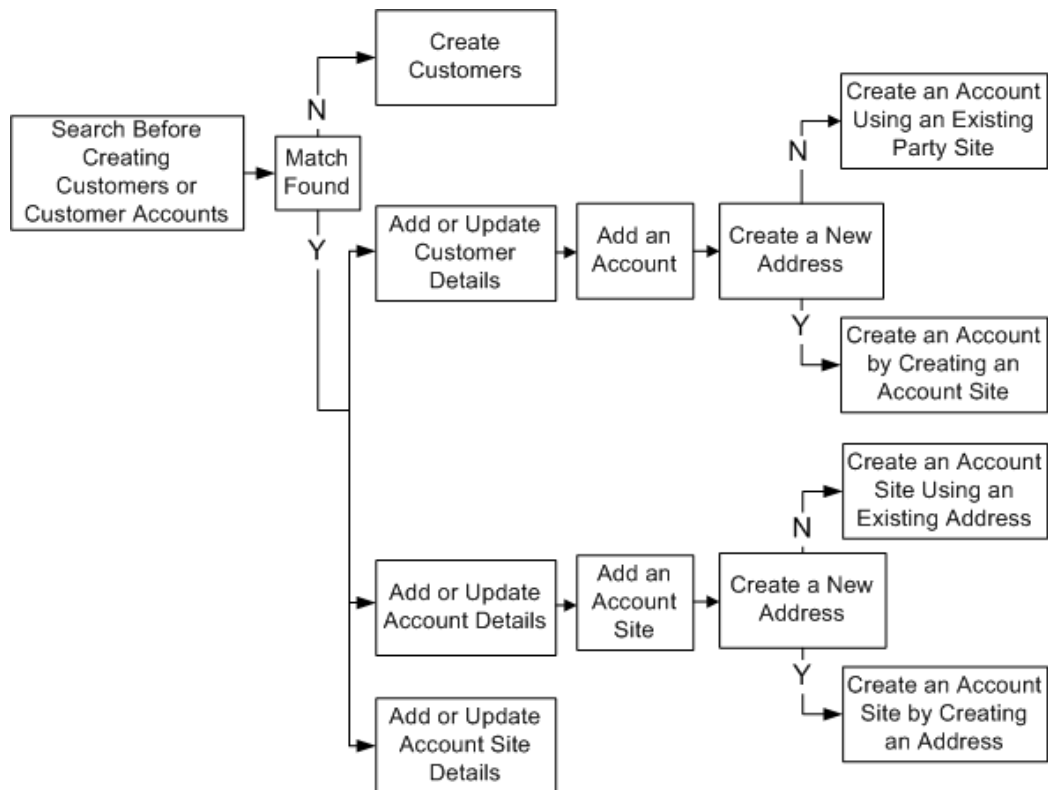 Create
Customers
N
Search Before
Creating
Customers or
Customer Accounts
Match
Found
Y
Add or Update
Customer
Details
Add an
Account
Create a New
Address
N
Create an Account
Using an Existing
Party Site
Y
Create an Account
by Creating an
Account Site
Add or Update
Account Details
Add an
Account
Site
Create a New
Address
N
Create an Account
Site Using an
Existing Address
Y
Create an Account
Site by Creating
an Address
Add or Update
Account Site
Details